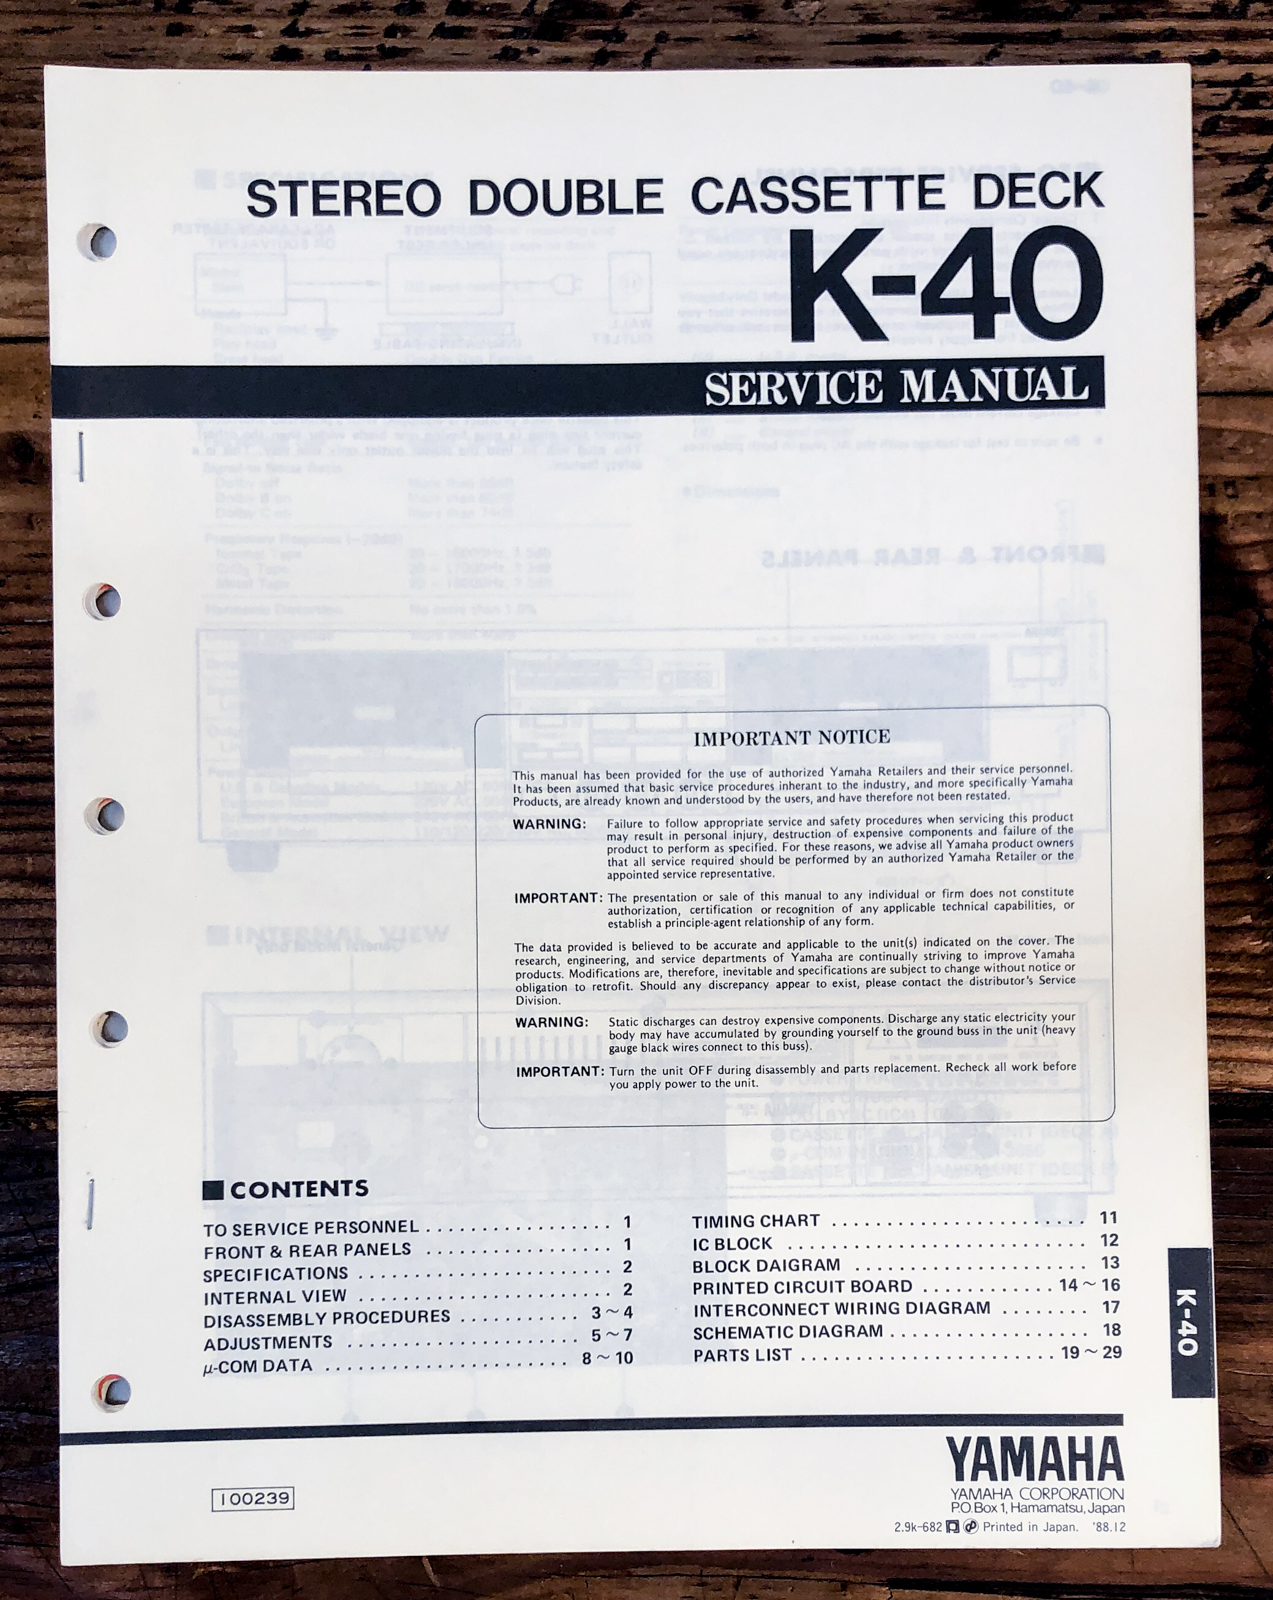 STEREO DOUBLE CASSETTE DECK
K-40
SERVICE MANUAL
IMPORTANT NOTICE
This manual has been provided for the use of authorized Yamaha Retailers and their service personnel.
It has been assumed that basic service procedures inherant to the industry, and more specifically Yamaha
Products, are already known and understood by the users, and have therefore not been restated.
WARNING: Failure to follow appropriate service and safety procedures when servicing this product
may result in personal injury, destruction of expensive components and failure of the
product to perform as specified. For these reasons, we advise all Yamaha product owners
that all service required should be performed by an authorized Yamaha Retailer or the
appointed service representative.
IMPORTANT: The presentation or sale of this manual to any individual or firm does not constitute
authorization, certification or recognition of any applicable technical capabilities, or
establish a principle-agent relationship of any form.
The data provided is believed to be accurate and applicable to the unit(s) indicated on the cover. The
research, engineering, and service departments of Yamaha are continually striving to improve Yamaha
products. Modifications are, therefore, inevitable and specifications are subject to change without notice or
obligation to retrofit. Should any discrepancy appear to exist, please contact the distributor's Service
Division.
WARNING: Static discharges can destroy expensive components. Discharge any static electricity your
body may have accumulated by grounding yourself to the ground buss in the unit (heavy
gauge black wires connect to this buss).
IMPORTANT: Turn the unit OFF during disassembly and parts replacement. Recheck all work before
you apply power to the unit.
■ CONTENTS
TO SERVICE PERSONNEL . . . . . . . . . . . . . . . . . 1
FRONT & REAR PANELS . . . . . . . . . . . . . . . . . 1
SPECIFICATIONS . . . . . . . . . . . . . . . . . . . . . . . 2
INTERNAL VIEW . . . . . . . . . . . . . . . . . . . . . . . 2
DISASSEMBLY PROCEDURES . . . . . . . . . . . 3 ~ 4
ADJUSTMENTS . . . . . . . . . . . . . . . . . . . . . 5 ~ 7
μ-COM DATA . . . . . . . . . . . . . . . . . . . . . . 8 ~ 10
TIMING CHART . . . . . . . . . . . . . . . . . . . . . . . 11
IC BLOCK . . . . . . . . . . . . . . . . . . . . . . . . . . . 12
BLOCK DAIGRAM . . . . . . . . . . . . . . . . . . . . . 13
PRINTED CIRCUIT BOARD . . . . . . . . . . . . 14 ~ 16
INTERCONNECT WIRING DIAGRAM . . . . . . . . 17
SCHEMATIC DIAGRAM . . . . . . . . . . . . . . . . . . 18
PARTS LIST . . . . . . . . . . . . . . . . . . . . . . . 19 ~ 29
K-40
YAMAHA
YAMAHA CORPORATION
P.O.Box 1, Hamamatsu, Japan
100239
2.9k-682 Printed in Japan. '88.12